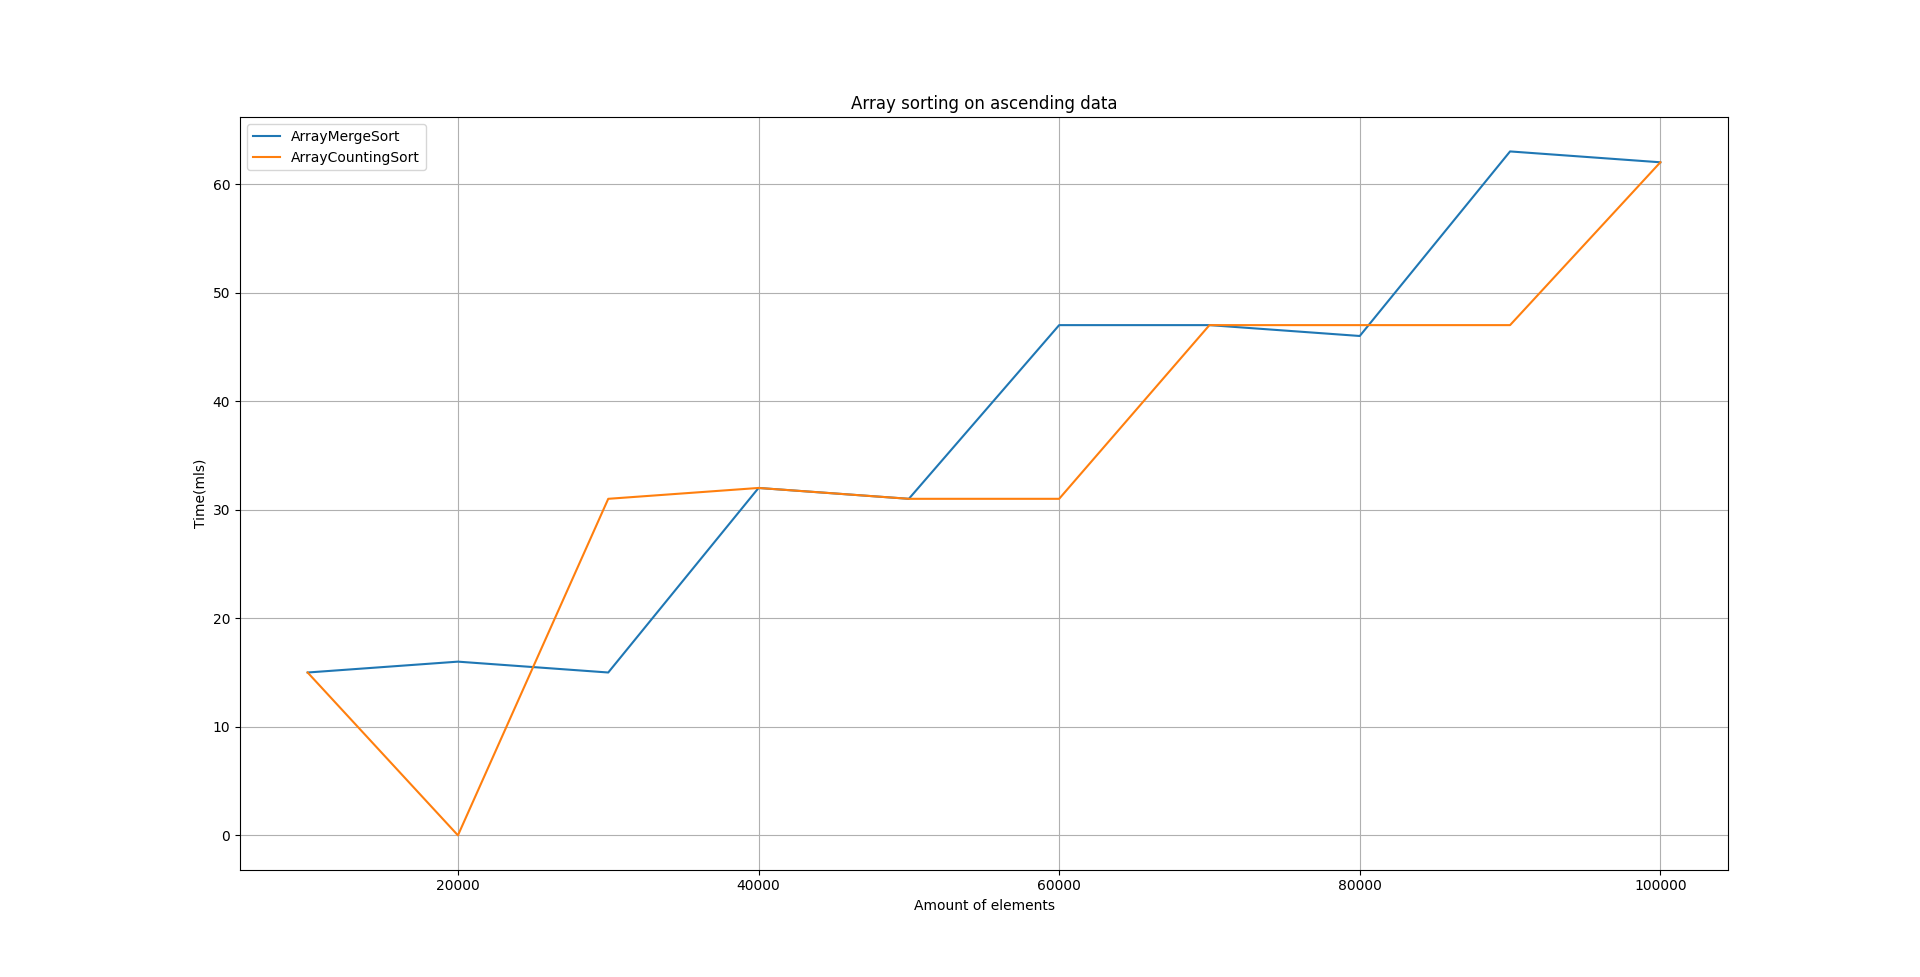 Array sorting on ascending data
ArrayMergeSort
ArrayCountingSort
60
50
40
30
20
10
0
Time(mls)
20000 40000 60000 80000 100000
Amount of elements